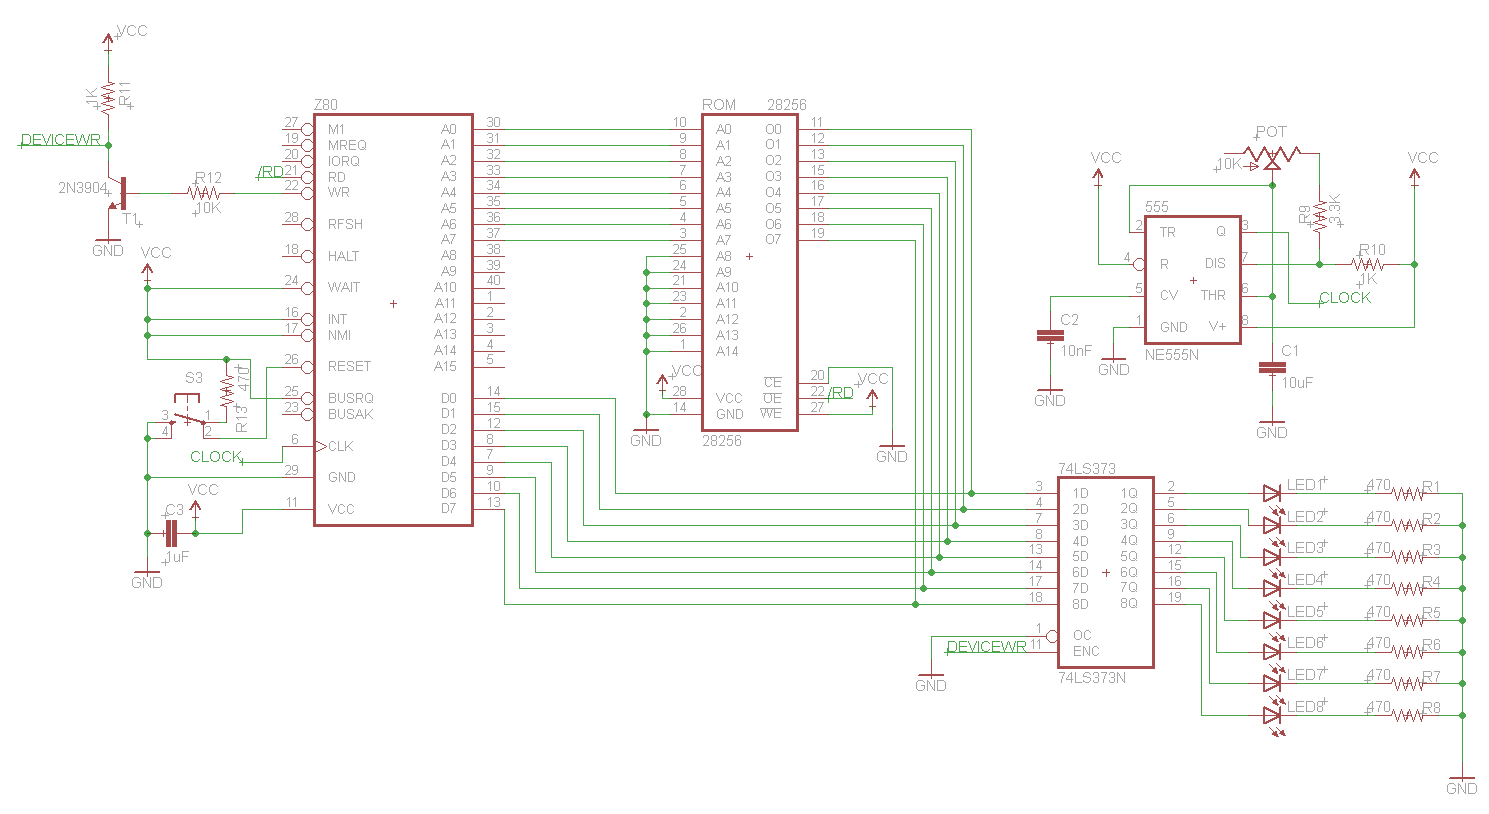 VCC
1K
R11
DEVICEWR
2N3904
T1
GND
R12
10K
/RD
VCC
S3
470
R13
3
1
4
2
CLOCK
VCC
C3
1uF
GND
Z80
27 M1 A0 30
19 MREQ A1 31
20 IORQ A2 32
21 RD A3 33
22 WR A4 34
A5 35
28 RFSH A6 36
A7 37
18 HALT A8 38
A9 39
24 WAIT A10 40
A11 1
16 INT A12 2
17 NMI A13 3
A14 4
26 RESET A15 5
25 BUSRQ D0 14
23 BUSAK D1 15
D2 12
6 CLK D3 8
D4 7
29 GND D5 9
D6 10
11 VCC D7 13
ROM 28256
10 A0 O0 11
9 A1 O1 12
8 A2 O2 13
7 A3 O3 15
6 A4 O4 16
5 A5 O5 17
4 A6 O6 18
3 A7 O7 19
25 A8
24 A9
21 A10
23 A11
2 A12
26 A13
1 A14
CE 20
28 VCC OE 22
14 GND WE 27
28256
VCC
GND
/RD
VCC
GND
VCC
POT
10K
VCC
R9
3.3K
R10
1K
555
2 TR Q 3
4 R DIS 7
5 CV THR 6
1 GND V+ 8
NE555N
CLOCK
C2
10nF
GND
GND
C1
10uF
GND
74LS373
3 1D 1Q 2
4 2D 2Q 5
7 3D 3Q 6
8 4D 4Q 9
13 5D 5Q 12
14 6D 6Q 15
17 7D 7Q 16
18 8D 8Q 19
1 OC
DEVICEWR 11 ENC
74LS373N
GND
LED1 470 R1
LED2 470 R2
LED3 470 R3
LED4 470 R4
LED5 470 R5
LED6 470 R6
LED7 470 R7
LED8 470 R8
GND